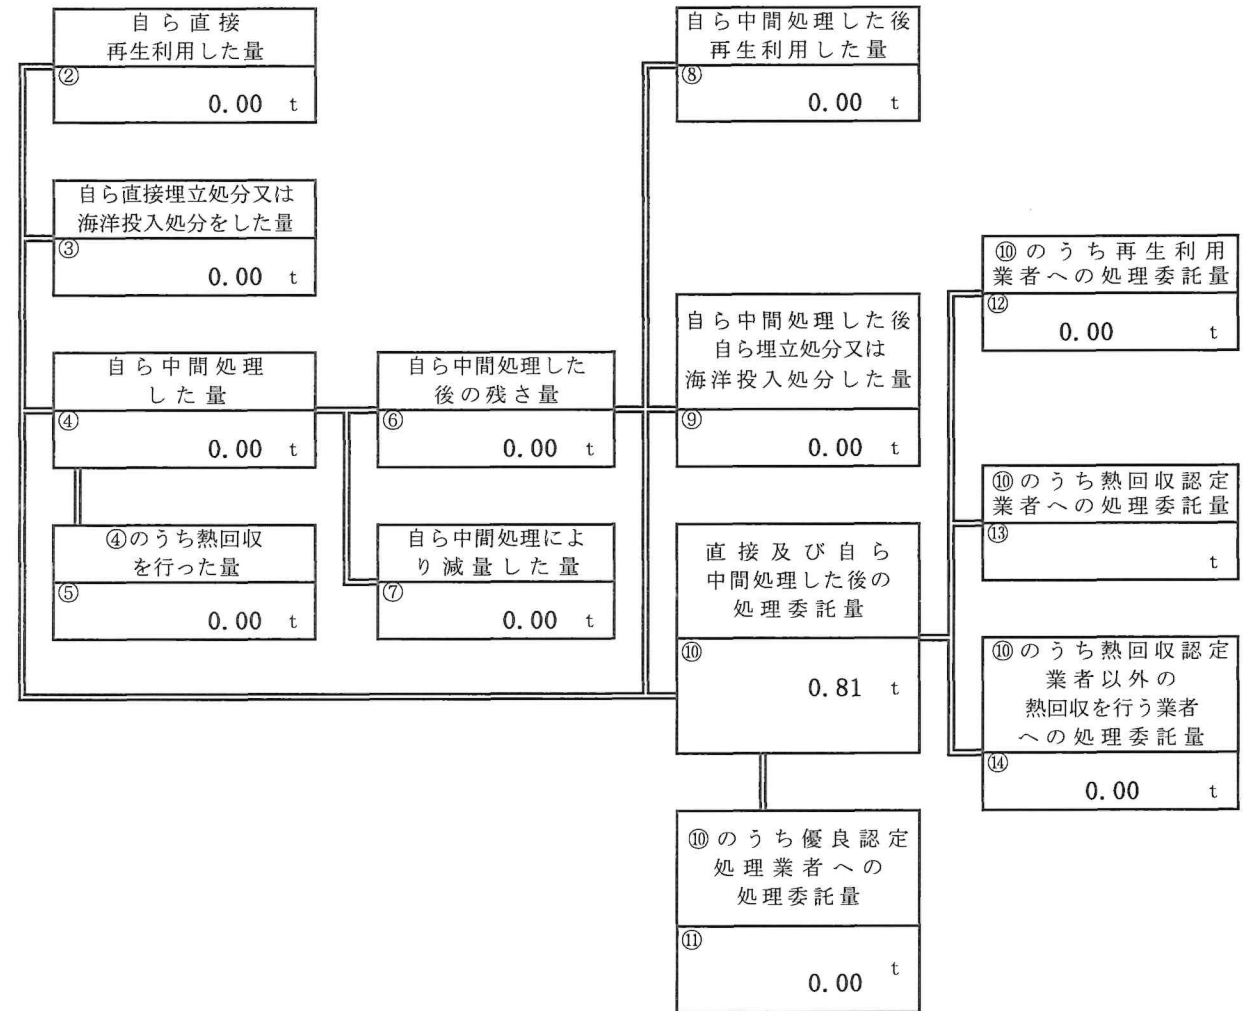 自ら直接
再生利用した量
②
0.00 t
自ら直接埋立処分又は
海洋投入処分をした量
③
0.00 t
自ら中間処理
した量
④
0.00 t
④のうち熱回収
を行った量
⑤
0.00 t
自ら中間処理した
後の残さ量
⑥
0.00 t
自ら中間処理によ
り減量した量
⑦
0.00 t
自ら中間処理した後
再生利用した量
⑧
0.00 t
自ら中間処理した後
自ら埋立処分又は
海洋投入処分した量
⑨
0.00 t
直接及び自ら
中間処理した後の
処理委託量
⑩
0.81 t
⑩のうち優良認定
処理業者への
処理委託量
⑪
0.00 t
⑩のうち再生利用
業者への処理委託量
⑫
0.00 t
⑩のうち熱回収認定
業者への処理委託量
⑬
t
⑩のうち熱回収認定
業者以外の
熱回収を行う業者
への処理委託量
⑭
0.00 t